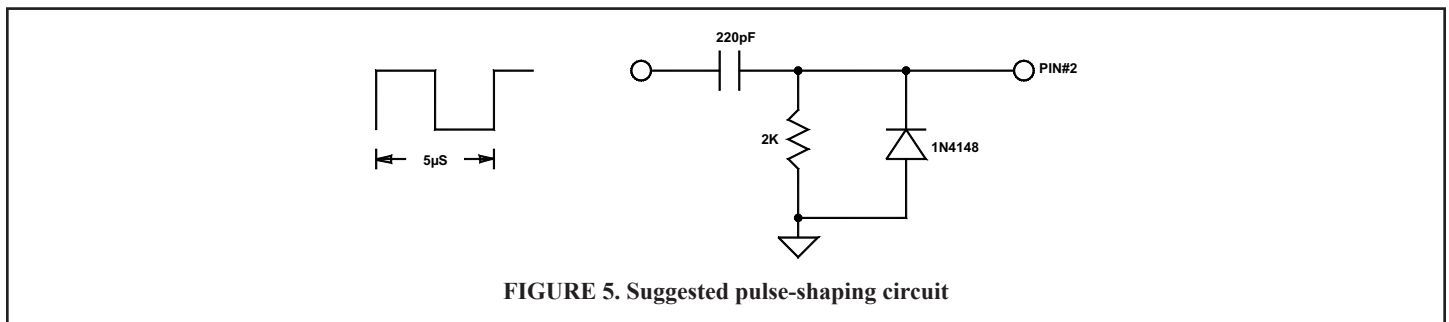 220pF
PIN#2
2K
1N4148
5µS
FIGURE 5. Suggested pulse-shaping circuit